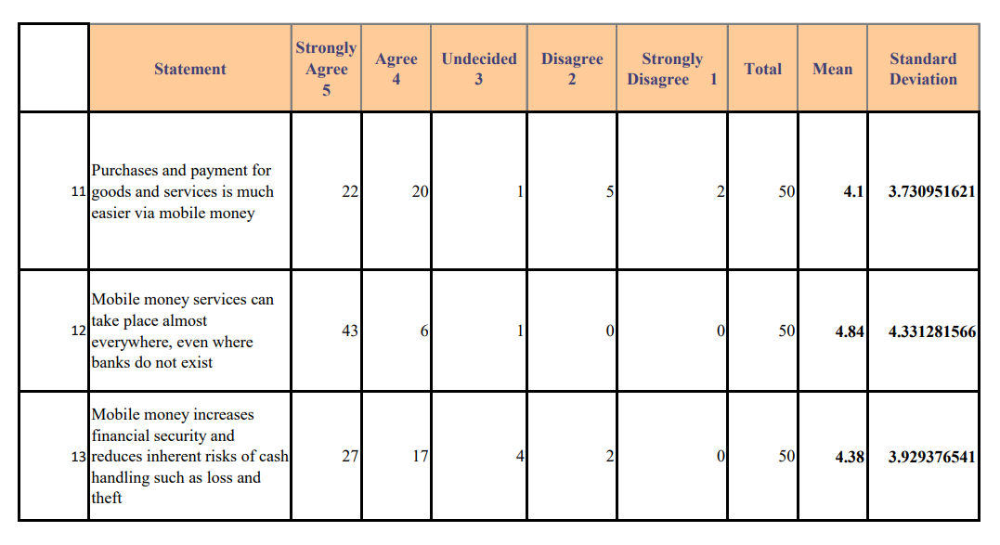 Statement
Strongly
Agree
5
Agree
4
Undecided
3
Disagree
2
Strongly
Disagree 1
Total
Mean
Standard
Deviation
11
Purchases and payment for
goods and services is much
easier via mobile money
22
20
1
5
2
50
4.1
3.730951621
12
Mobile money services can
take place almost
everywhere, even where
banks do not exist
43
6
1
0
0
50
4.84
4.331281566
13
Mobile money increases
financial security and
reduces inherent risks of cash
handling such as loss and
theft
27
17
4
2
0
50
4.38
3.929376541